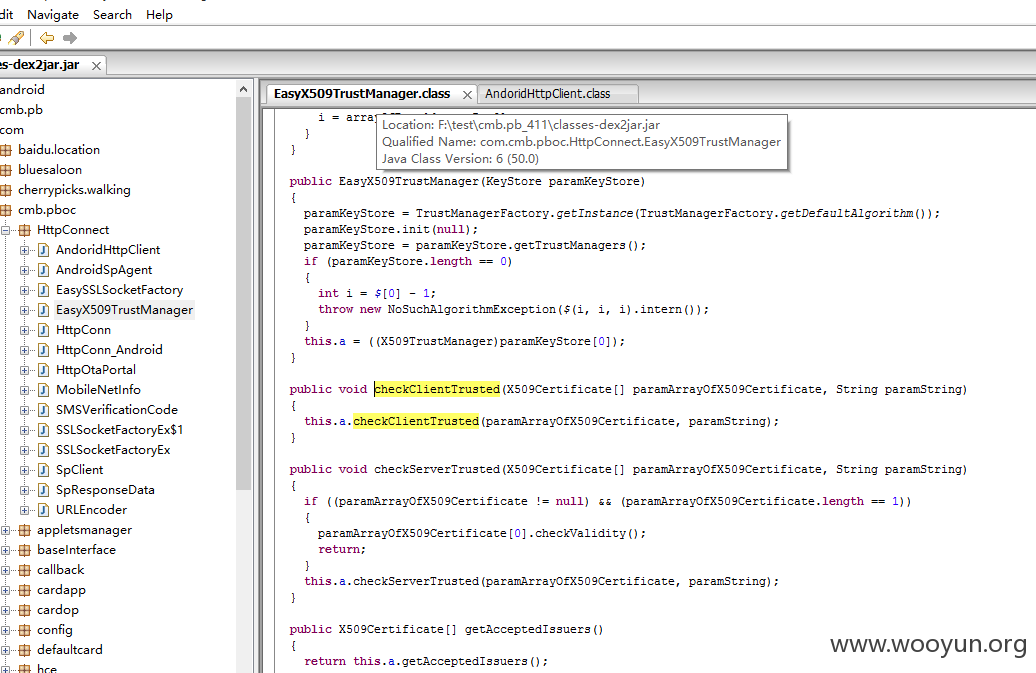 dit Navigate Search Help
es-dex2jar.jar
android
cmb.pb
com
baidu.location
bluesaloon
cherrypicks.walking
cmb.pboc
HttpConnect
AndoridHttpClient
AndroidSpAgent
EasySSLSocketFactory
EasyX509TrustManager
HttpConn
HttpConn_Android
HttpOtaPortal
MobileNetInfo
SMSVerificationCode
SSLSocketFactoryEx$1
SSLSocketFactoryEx
SpClient
SpResponseData
URLEncoder
appletsmanager
baseInterface
callback
cardapp
cardop
config
defaultcard
hce
EasyX509TrustManager.class AndoridHttpClient.class
Location: F:\test\cmb.pb_411\classes-dex2jar.jar
Qualified Name: com.cmb.pboc.HttpConnect.EasyX509TrustManager
Java Class Version: 6 (50.0)
i = arra
}
}
public EasyX509TrustManager(KeyStore paramKeyStore)
{
paramKeyStore = TrustManagerFactory.getInstance(TrustManagerFactory.getDefaultAlgorithm());
paramKeyStore.init(null);
paramKeyStore = paramKeyStore.getTrustManagers();
if (paramKeyStore.length == 0)
{
int i = $[0] - 1;
throw new NoSuchAlgorithmException($(i, i, i).intern());
}
this.a = ((X509TrustManager)paramKeyStore[0]);
}
public void checkClientTrusted(X509Certificate[] paramArrayOfX509Certificate, String paramString)
{
this.a.checkClientTrusted(paramArrayOfX509Certificate, paramString);
}
public void checkServerTrusted(X509Certificate[] paramArrayOfX509Certificate, String paramString)
{
if ((paramArrayOfX509Certificate != null) && (paramArrayOfX509Certificate.length == 1))
{
paramArrayOfX509Certificate[0].checkValidity();
return;
}
this.a.checkServerTrusted(paramArrayOfX509Certificate, paramString);
}
public X509Certificate[] getAcceptedIssuers()
{
return this.a.getAcceptedIssuers();
www.wooyun.org